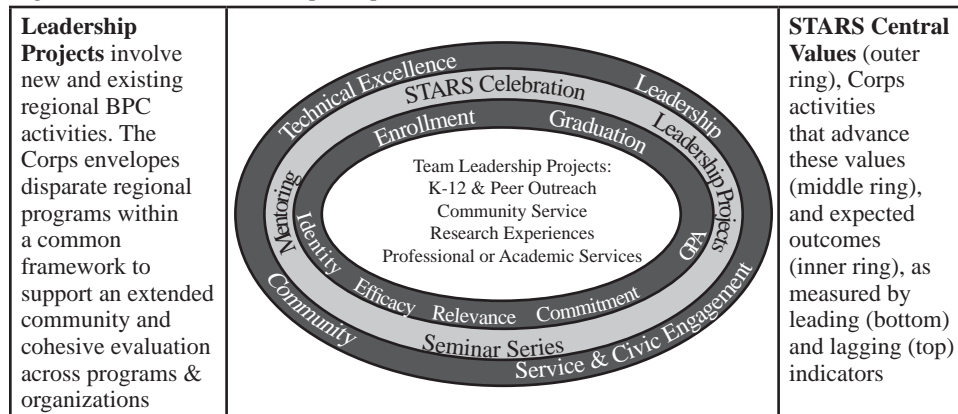 Leadership
Projects involve
new and existing
regional BPC
activities. The
Corps envelopes
disparate regional
programs within
a common
framework to
support an extended
community and
cohesive evaluation
across programs &
organizations
Technical Excellence
Leadership
Community
Service & Civic Engagement
STARS Celebration
Mentoring
Leadership Projects
Seminar Series
Enrollment
Graduation
GPA
Identity
Efficacy
Relevance
Commitment
Team Leadership Projects:
K-12 & Peer Outreach
Community Service
Research Experiences
Professional or Academic Services
STARS Central
Values (outer
ring), Corps
activities
that advance
these values
(middle ring),
and expected
outcomes
(inner ring), as
measured by
leading (bottom)
and lagging (top)
indicators